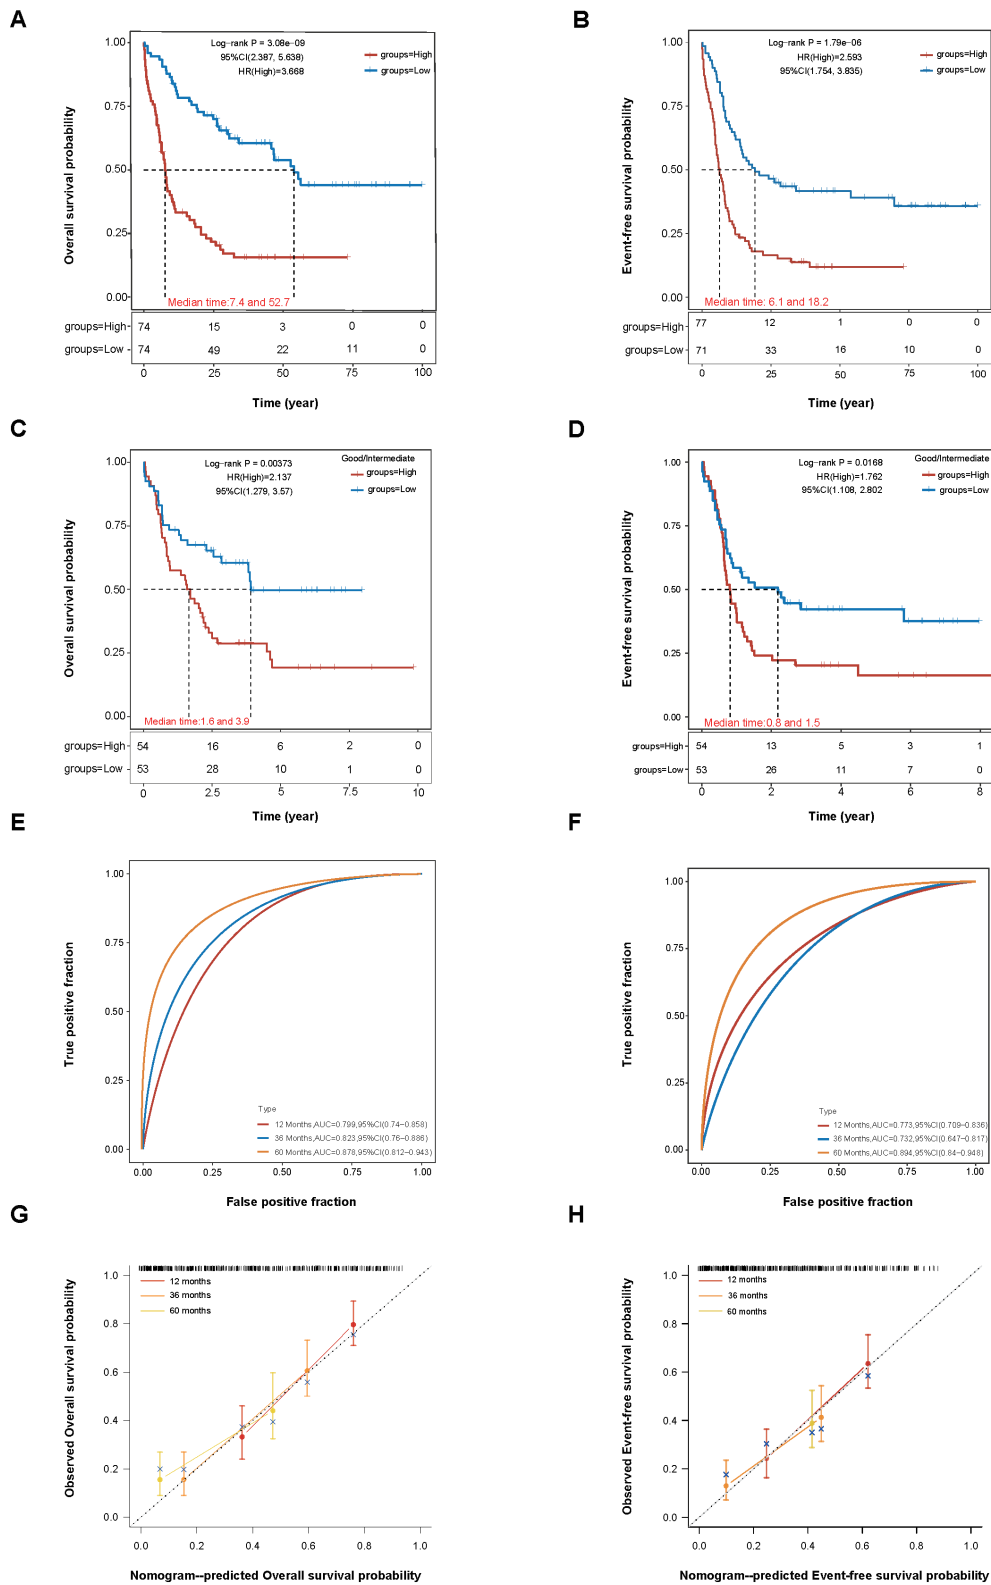 A
Log−rank P = 3.08e−09
95%CI(2.387, 5.638)
HR(High)=3.668
groups=High
groups=Low
Overall survival probability
1.00
0.75
0.50
0.25
0.00
Median time:7.4 and 52.7
groups=High
74 15 3 0 0
groups=Low
74 49 22 11 0
0 25 50 75 100
Time (year)
B
Log−rank P = 1.79e−06
HR(High)=2.593
95%CI(1.754, 3.835)
groups=High
groups=Low
Event-free survival probability
1.00
0.75
0.50
0.25
0.00
Median time: 6.1 and 18.2
groups=High
77 12 1 0 0
groups=Low
71 33 16 10 0
0 25 50 75 100
Time (year)
C
Log−rank P = 0.00373
HR(High)=2.137
95%CI(1.279, 3.57)
Good/Intermediate
groups=High
groups=Low
Overall survival probability
1.00
0.75
0.50
0.25
0.00
Median time:1.6 and 3.9
groups=High
54 16 6 2 0
groups=Low
53 28 10 1 0
0 2.5 5 7.5 10
Time (year)
D
Log−rank P = 0.0168
HR(High)=1.762
95%CI(1.108, 2.802
Good/Intermediate
groups=High
groups=Low
Event-free survival probability
1.00
0.75
0.50
0.25
0.00
Median time:0.8 and 1.5
groups=High
54 13 5 3 1
groups=Low
53 26 11 7 0
0 2 4 6 8
Time (year)
E
True positive fraction
1.00
0.75
0.50
0.25
0.00
Type
12 Months,AUC=0.799,95%CI(0.74−0.858)
36 Months,AUC=0.823,95%CI(0.76−0.886)
60 Months,AUC=0.878,95%CI(0.812−0.943)
0.00 0.25 0.50 0.75 1.00
False positive fraction
F
True positive fraction
1.00
0.75
0.50
0.25
0.00
Type
12 Months,AUC=0.773,95%CI(0.709−0.836)
36 Months,AUC=0.732,95%CI(0.647−0.817)
60 Months,AUC=0.894,95%CI(0.84−0.948)
0.00 0.25 0.50 0.75 1.00
False positive fraction
G
Observed Overall survival probability
1.0
0.8
0.6
0.4
0.2
0.0
12 months
36 months
60 months
0.0 0.2 0.4 0.6 0.8 1.0
Nomogram--predicted Overall survival probability
H
Observed Event-free survival probability
1.0
0.8
0.6
0.4
0.2
0.0
12 months
36 months
60 months
0.0 0.2 0.4 0.6 0.8 1.0
Nomogram--predicted Event-free survival probability